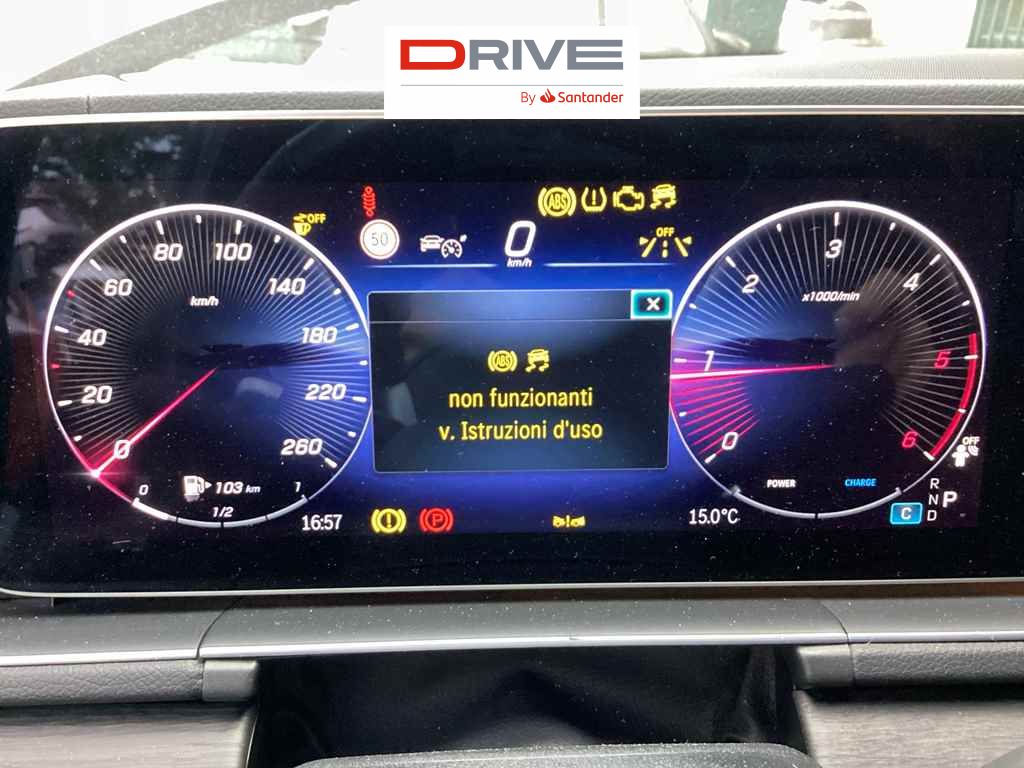 DRIVE
By Santander
ABS
OFF
50
0
km/h
OFF
0
20
40
60
80
100
140
180
220
260
km/h
0
1/2
1
103 km
16:57
ABS
non funzionanti
v. Istruzioni d'uso
P
15.0°C
0
1
2
3
4
5
6
x1000/min
POWER
CHARGE
OFF
R
N P
D
C